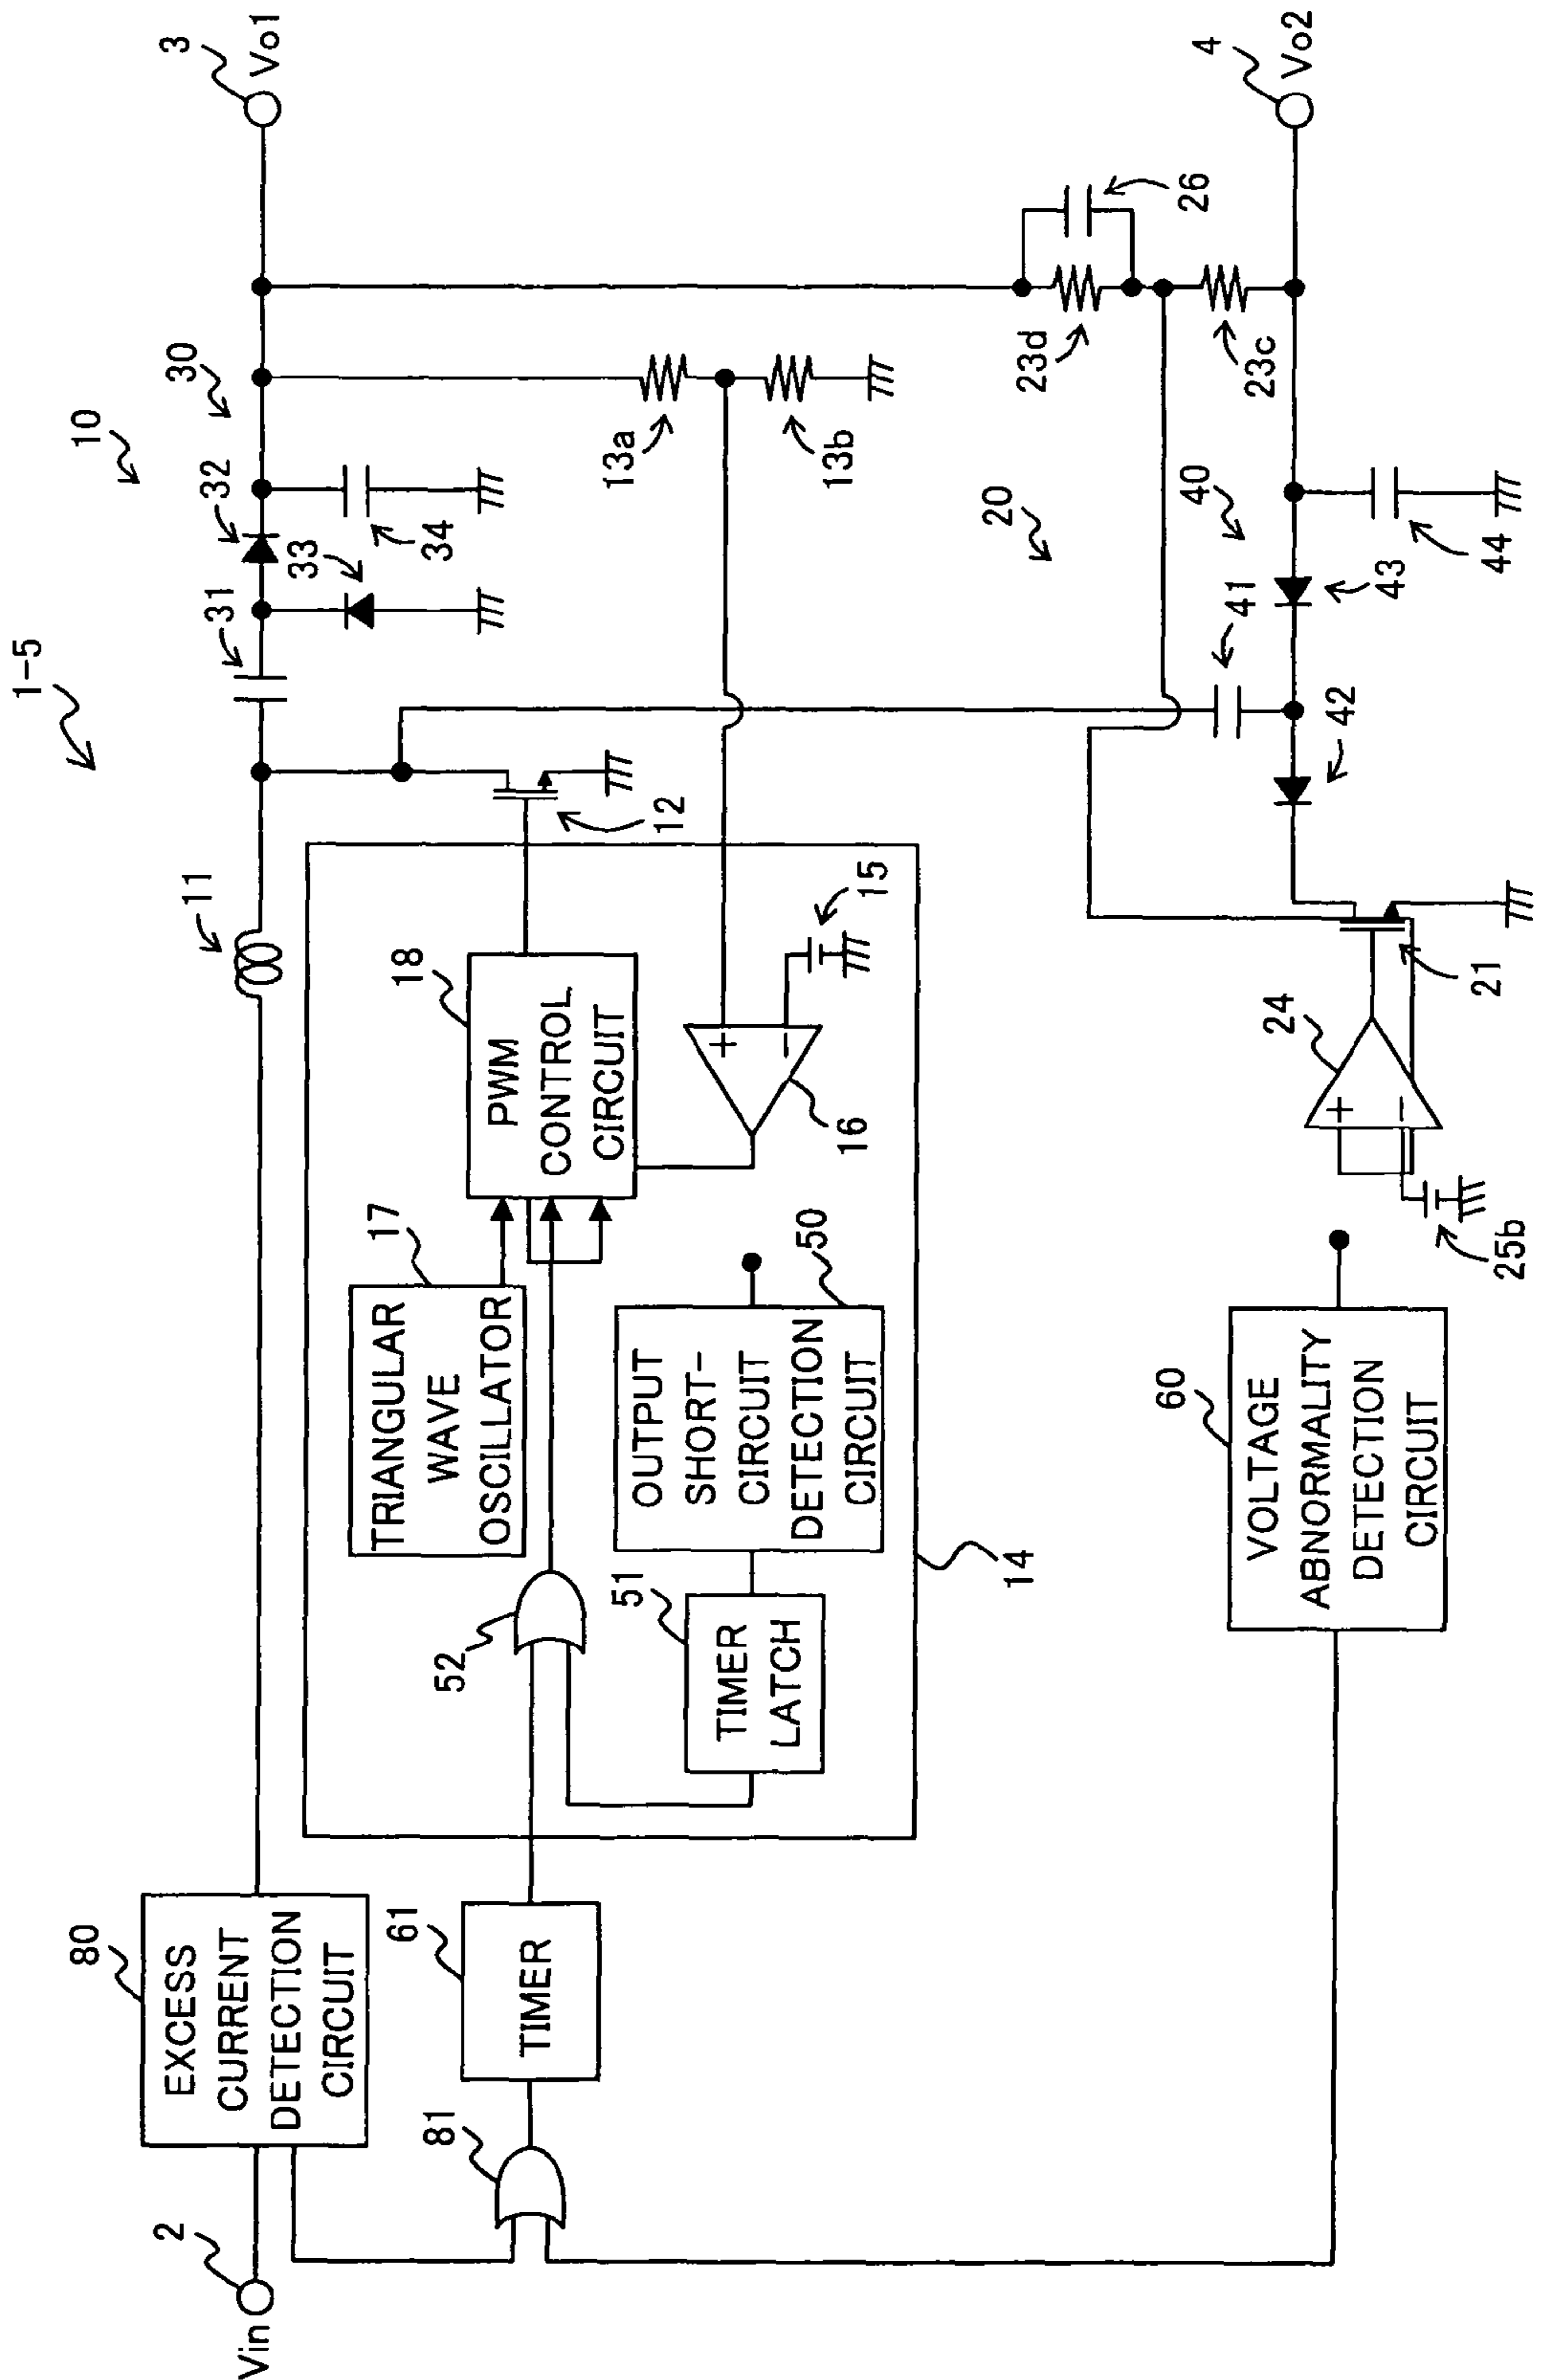 1-5
10
30
3
Vo1
32
31
33
34
11
80
EXCESS
CURRENT
DETECTION
CIRCUIT
2
Vin
12
13a
13b
18
PWM
CONTROL
CIRCUIT
15
+
−
16
17
TRIANGULAR
WAVE
OSCILLATOR
52
50
OUTPUT
SHORT-
CIRCUIT
DETECTION
CIRCUIT
51
TIMER
LATCH
14
61
TIMER
81
20
26
23d
23c
4
Vo2
40
41
42
43
44
21
24
+
−
25b
60
VOLTAGE
ABNORMALITY
DETECTION
CIRCUIT